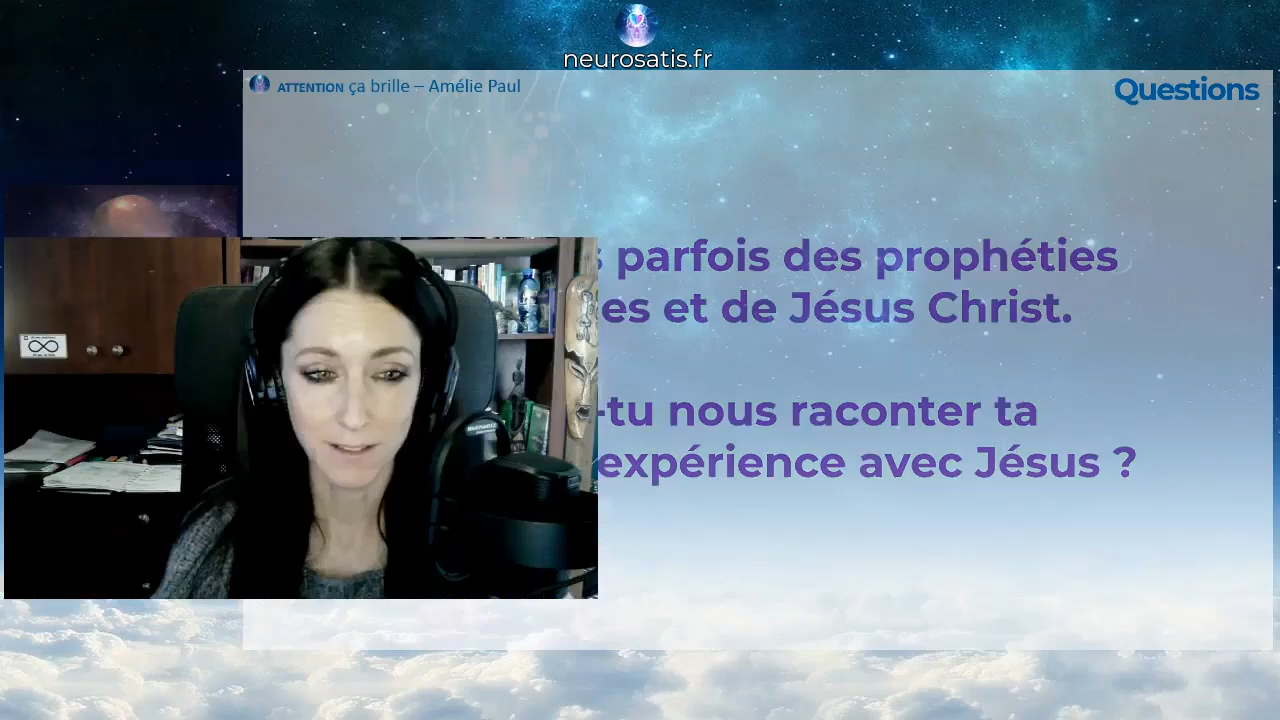 neurosatis.fr
ATTENTION ça brille – Amélie Paul
Questions
parfois des prophéties
es et de Jésus Christ.
-tu nous raconter ta
expérience avec Jésus ?
marantz